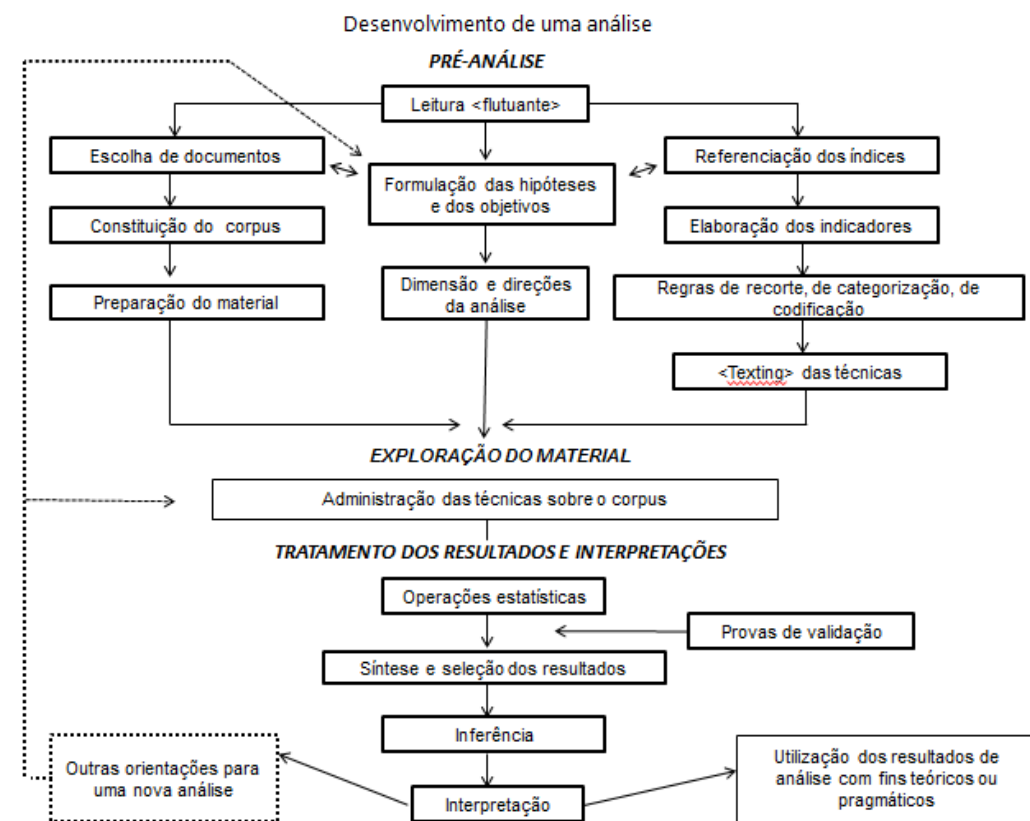 Desenvolvimento de uma análise
PRÉ-ANÁLISE
Leitura <flutuante>
Escolha de documentos
Referenciação dos índices
Formulação das hipóteses
e dos objetivos
Constituição do corpus
Elaboração dos indicadores
Preparação do material
Dimensão e direções
da análise
Regras de recorte, de categorização, de
codificação
<Texting> das técnicas
EXPLORAÇÃO DO MATERIAL
Administração das técnicas sobre o corpus
TRATAMENTO DOS RESULTADOS E INTERPRETAÇÕES
Operações estatísticas
Provas de validação
Síntese e seleção dos resultados
Inferência
Outras orientações para
uma nova análise
Utilização dos resultados de
análise com fins teóricos ou
pragmáticos
Interpretação